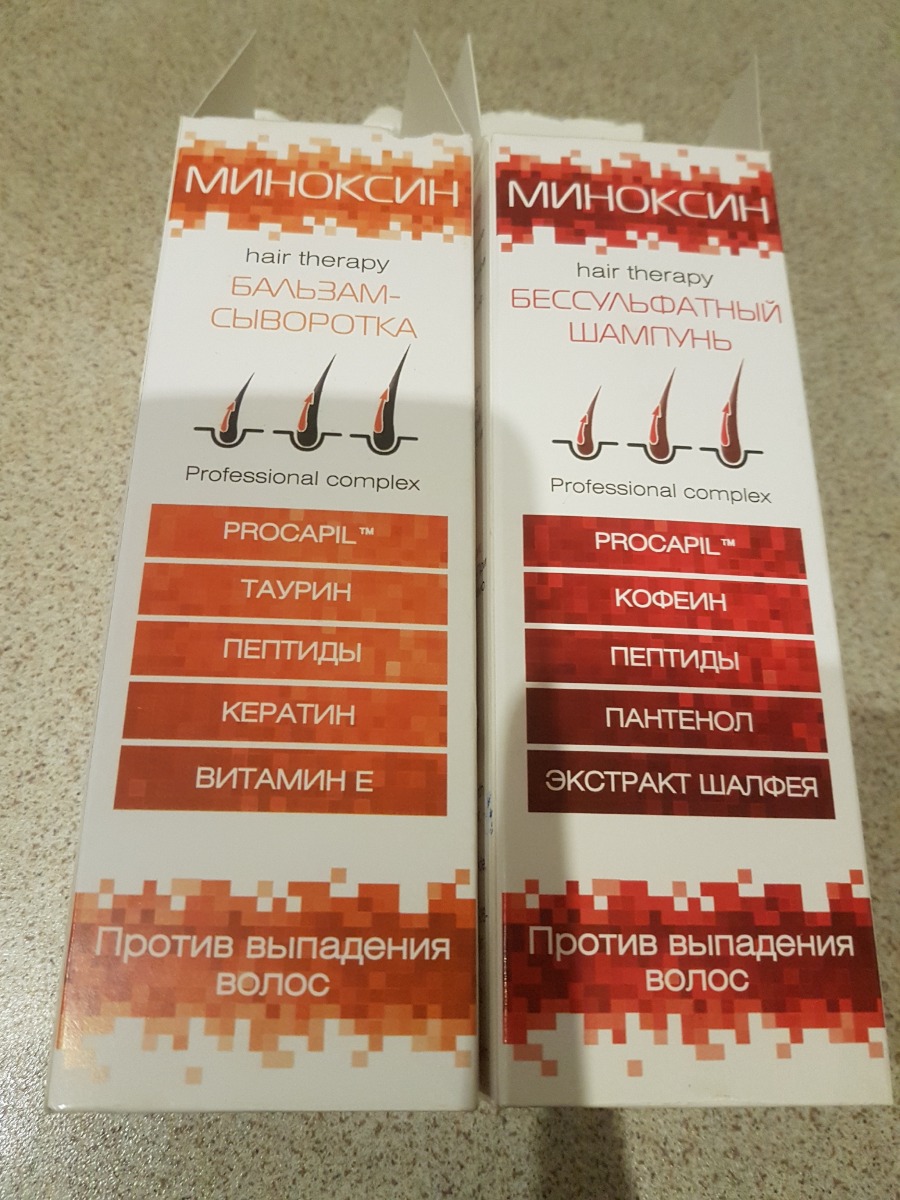 МИНОКСИН
hair therapy
БАЛЬЗАМ-
СЫВОРОТКА
Professional complex
PROCAPIL™
ТАУРИН
ПЕПТИДЫ
КЕРАТИН
ВИТАМИН Е
Против выпадения
волос
МИНОКСИН
hair therapy
БЕССУЛЬФАТНЫЙ
ШАМПУНЬ
Professional complex
PROCAPIL™
КОФЕИН
ПЕПТИДЫ
ПАНТЕНОЛ
ЭКСТРАКТ ШАЛФЕЯ
Против выпадения
волос